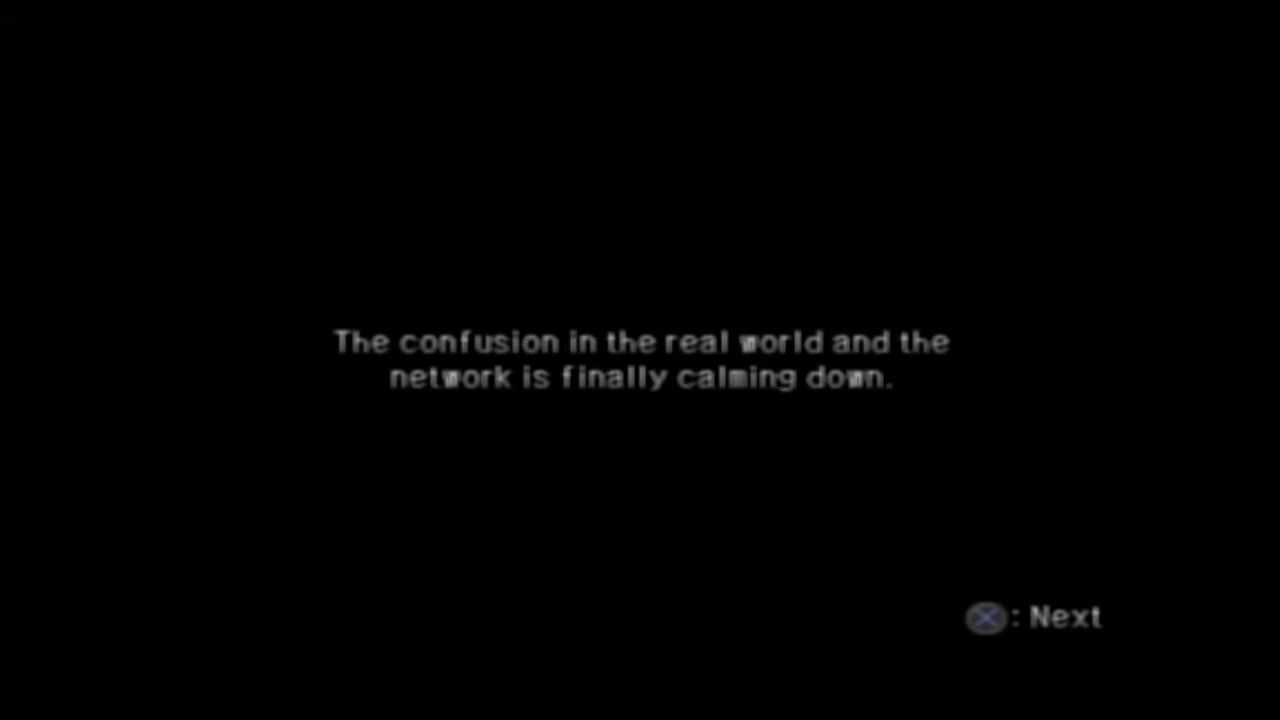 The confusion in the real world and the
network is finally calming down.
: Next